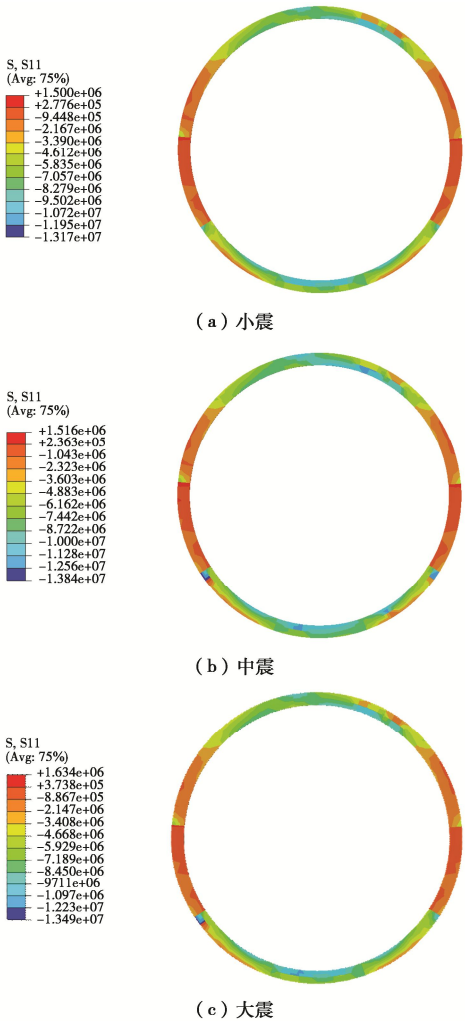 S, S11
(Avg: 75%)
+1.500e+06
+2.776e+05
−9.448e+05
−2.167e+06
−3.390e+06
−4.612e+06
−5.835e+06
−7.057e+06
−8.279e+06
−9.502e+06
−1.072e+07
−1.195e+07
−1.317e+07
（a）小震
S, S11
(Avg: 75%)
+1.516e+06
+2.363e+05
−1.043e+06
−2.323e+06
−3.603e+06
−4.883e+06
−6.162e+06
−7.442e+06
−8.722e+06
−1.000e+07
−1.128e+07
−1.256e+07
−1.384e+07
（b）中震
S, S11
(Avg: 75%)
+1.634e+06
+3.738e+05
−8.867e+05
−2.147e+06
−3.408e+06
−4.668e+06
−5.929e+06
−7.189e+06
−8.450e+06
−9711e+06
−1.097e+07
−1.223e+07
−1.349e+07
（c）大震